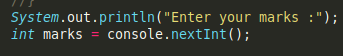 //}
System.out.println("Enter your marks :");
int marks = console.nextInt();